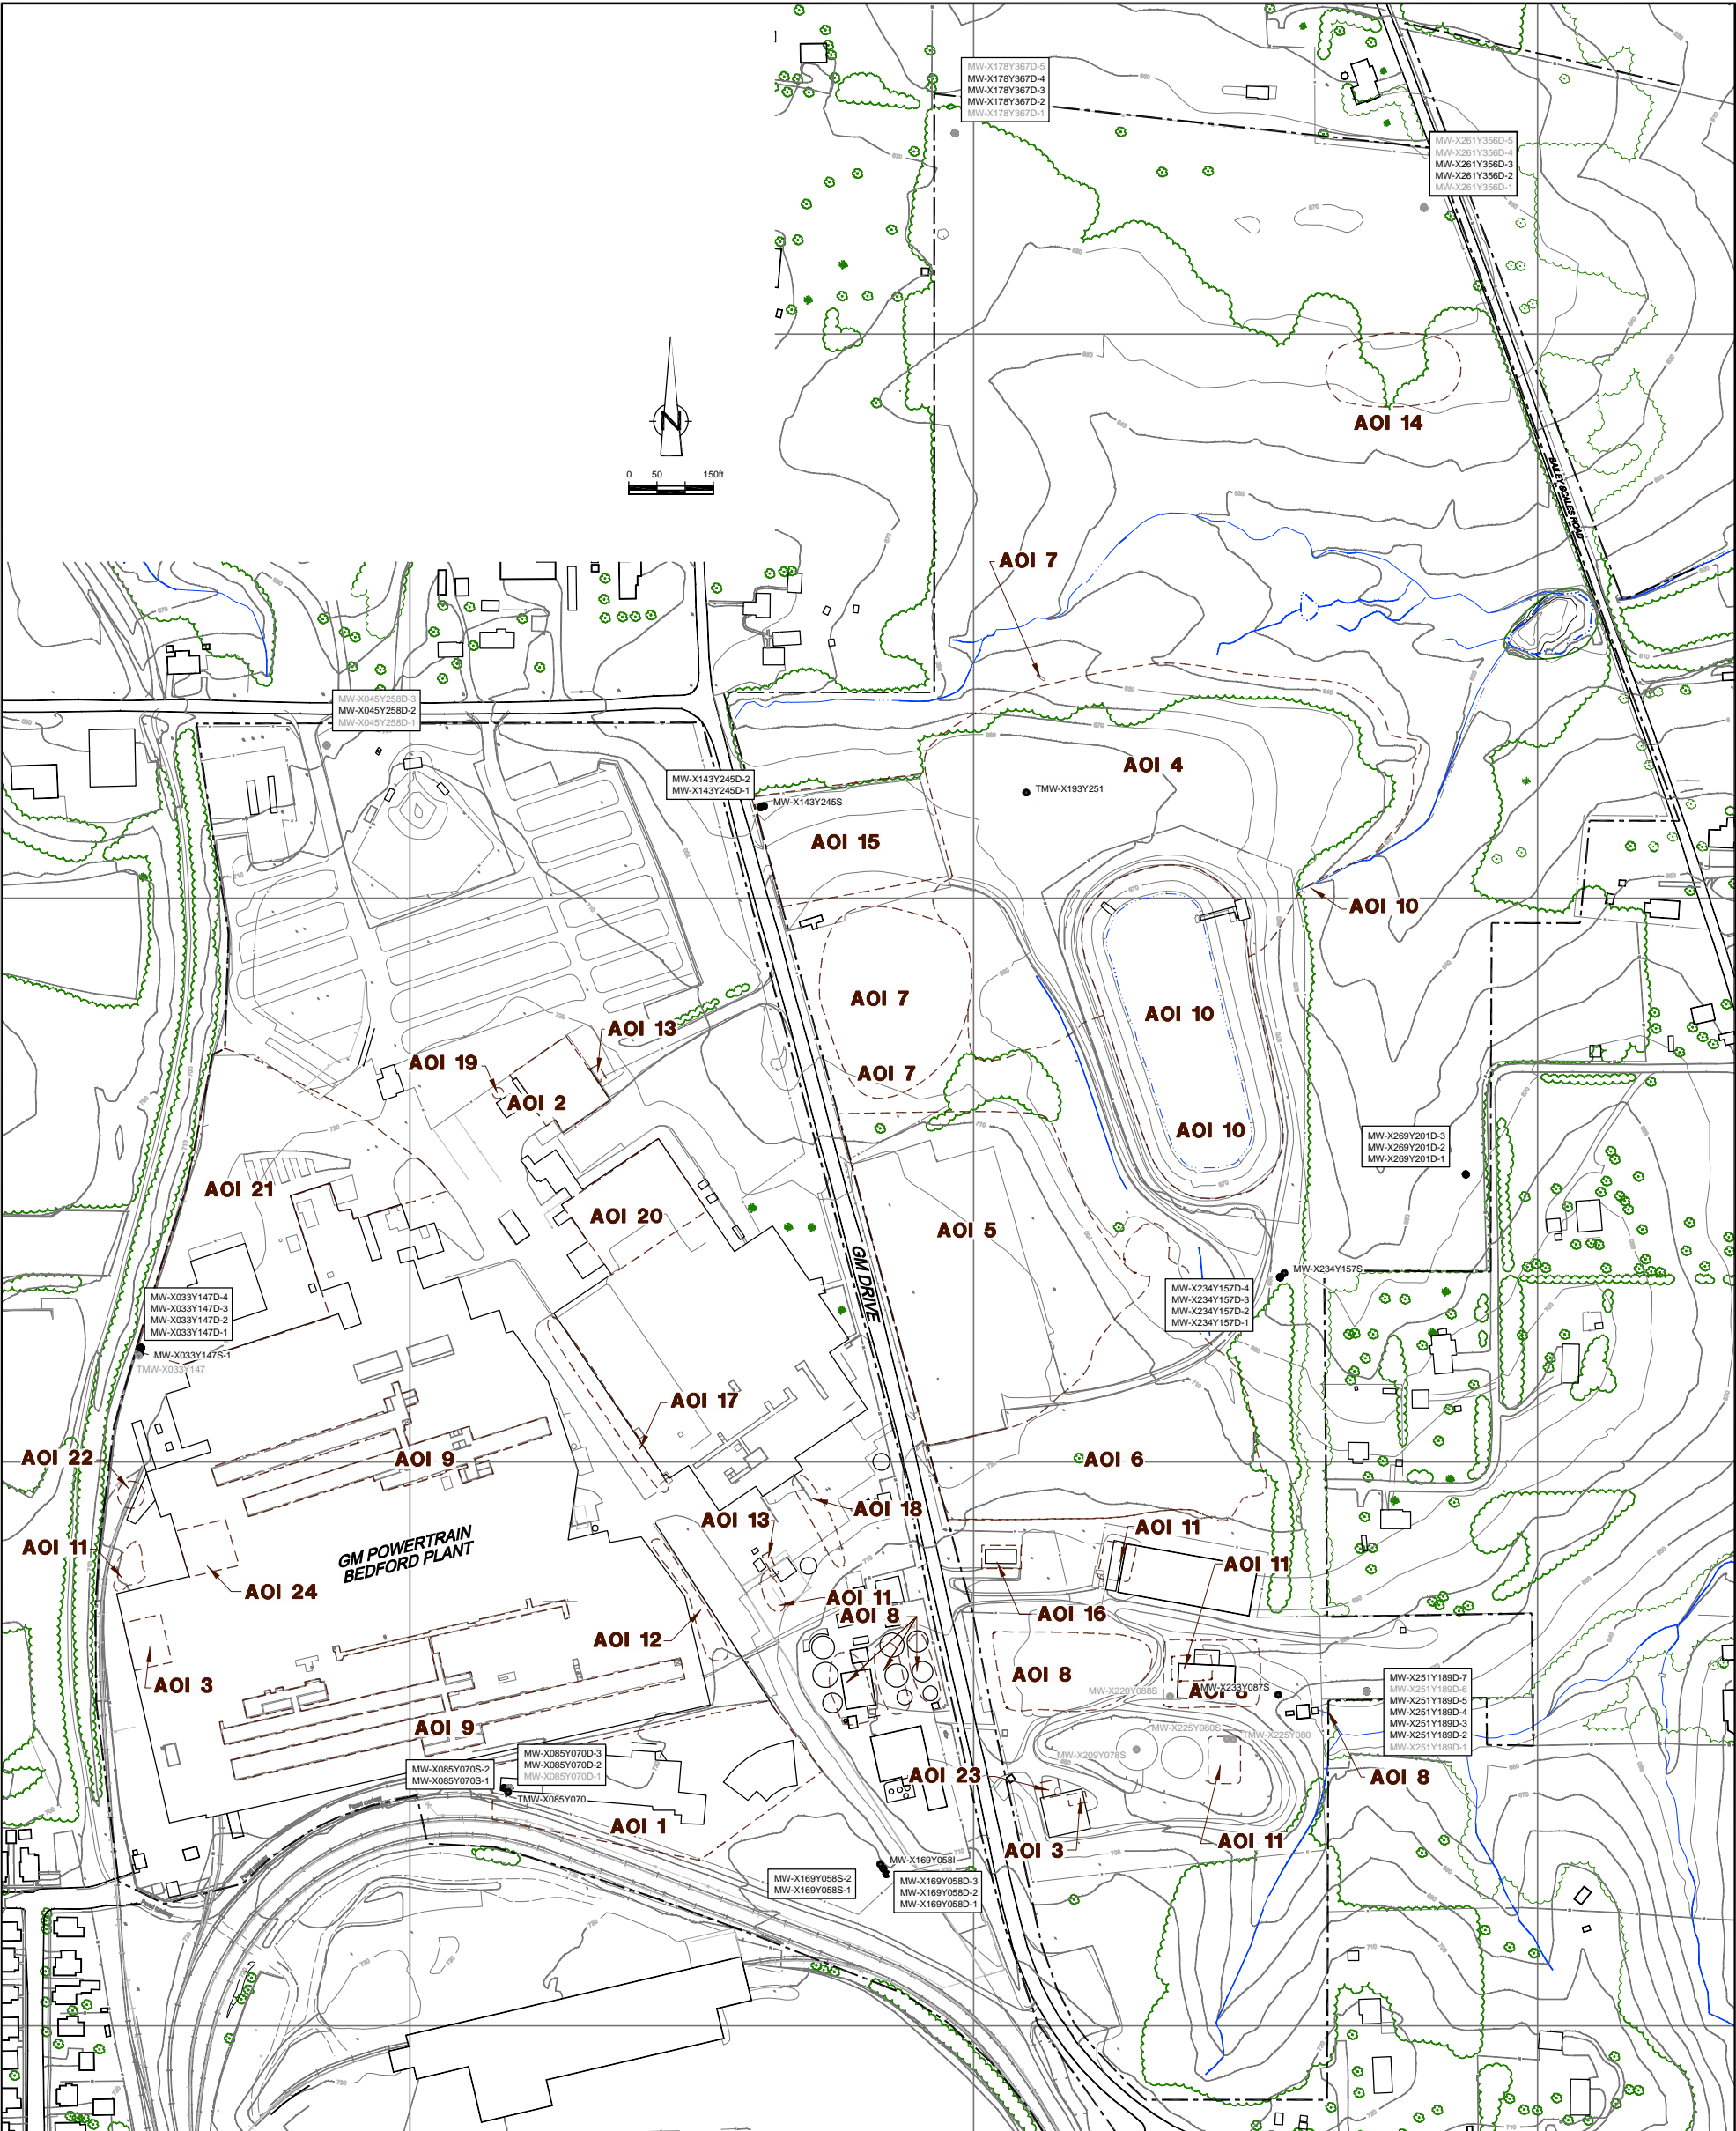 MW-X178Y367D-5
MW-X178Y367D-4
MW-X178Y367D-3
MW-X178Y367D-2
MW-X178Y367D-1
MW-X261Y356D-5
MW-X261Y356D-4
MW-X261Y356D-3
MW-X261Y356D-2
MW-X261Y356D-1
N
0 50 150ft
AOI 14
BAILEY SCALES ROAD
AOI 7
MW-X045Y258D-3
MW-X045Y258D-2
MW-X045Y258D-1
MW-X143Y245D-2
MW-X143Y245D-1
MW-X143Y245S
AOI 4
TMW-X193Y251
AOI 15
AOI 10
AOI 7
AOI 10
AOI 13
AOI 19
AOI 2
AOI 7
AOI 10
MW-X269Y201D-3
MW-X269Y201D-2
MW-X269Y201D-1
AOI 21
AOI 20
AOI 5
GM DRIVE
MW-X234Y157S
MW-X234Y157D-4
MW-X234Y157D-3
MW-X234Y157D-2
MW-X234Y157D-1
MW-X033Y147D-4
MW-X033Y147D-3
MW-X033Y147D-2
MW-X033Y147D-1
MW-X033Y147S-1
TMW-X033Y147
AOI 17
AOI 22
AOI 9
AOI 6
AOI 18
AOI 13
AOI 11
AOI 11
AOI 11
GM POWERTRAIN
BEDFORD PLANT
AOI 24
AOI 11
AOI 8
AOI 16
AOI 12
AOI 3
AOI 8
MW-X220Y088S
AOI 8
MW-X233Y087S
MW-X251Y189D-7
MW-X251Y189D-6
MW-X251Y189D-5
MW-X251Y189D-4
MW-X251Y189D-3
MW-X251Y189D-2
MW-X251Y189D-1
AOI 9
MW-X225Y080S
TMW-X225Y080
MW-X209Y078S
MW-X085Y070S-2
MW-X085Y070S-1
MW-X085Y070D-3
MW-X085Y070D-2
MW-X085Y070D-1
TMW-X085Y070
AOI 23
AOI 8
AOI 1
AOI 3
AOI 11
MW-X169Y058I
MW-X169Y058S-2
MW-X169Y058S-1
MW-X169Y058D-3
MW-X169Y058D-2
MW-X169Y058D-1